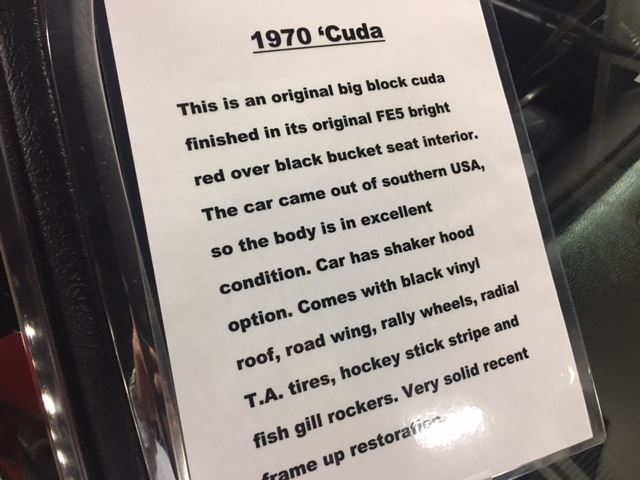 1970 ‘Cuda
This is an original big block cuda
finished in its original FE5 bright
red over black bucket seat interior.
The car came out of southern USA,
so the body is in excellent
condition. Car has shaker hood
option. Comes with black vinyl
roof, road wing, rally wheels, radial
T.A. tires, hockey stick stripe and
fish gill rockers. Very solid recent
frame up restoration.